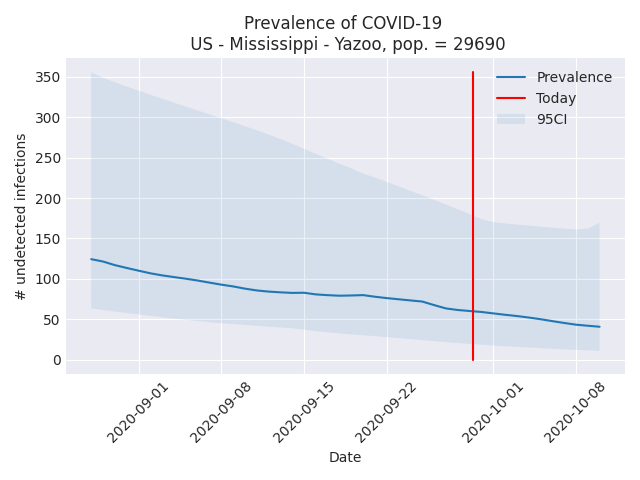 Prevalence of COVID-19
US - Mississippi - Yazoo, pop. = 29690
Prevalence
Today
95CI
# undetected infections
350
300
250
200
150
100
50
0
2020-09-01
2020-09-08
2020-09-15
2020-09-22
2020-10-01
2020-10-08
Date